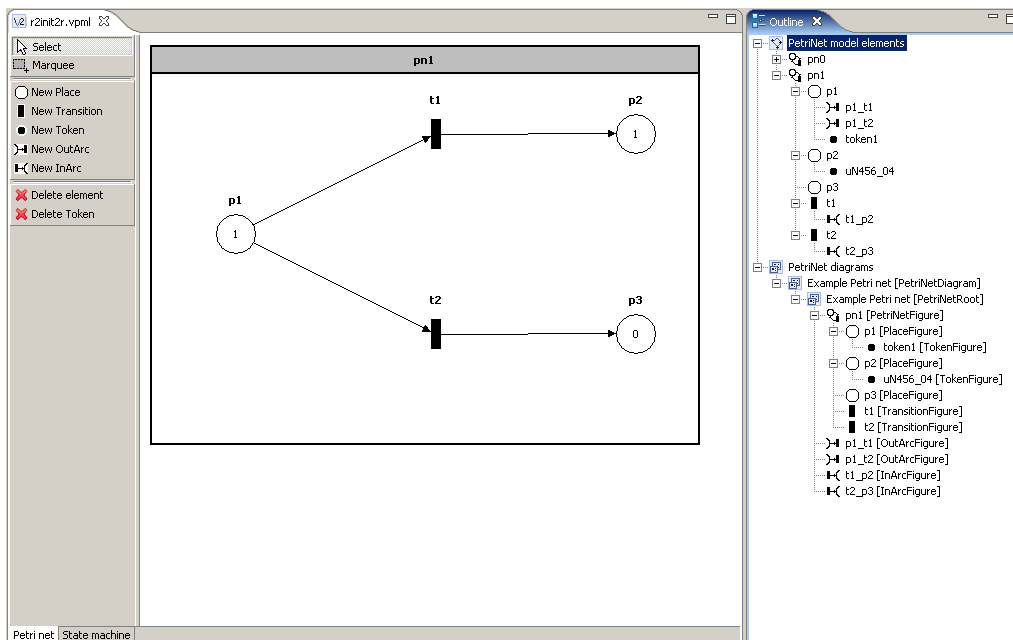 r2init2r.vpml
Select
Marquee
New Place
New Transition
New Token
New OutArc
New InArc
Delete element
Delete Token
pn1
t1
p2
1
p1
1
t2
p3
0
Petri net
State machine
Outline
PetriNet model elements
pn0
pn1
p1
p1_t1
p1_t2
token1
p2
uN456_04
p3
t1
t1_p2
t2
t2_p3
PetriNet diagrams
Example Petri net [PetriNetDiagram]
Example Petri net [PetriNetRoot]
pn1 [PetriNetFigure]
p1 [PlaceFigure]
token1 [TokenFigure]
p2 [PlaceFigure]
uN456_04 [TokenFigure]
p3 [PlaceFigure]
t1 [TransitionFigure]
t2 [TransitionFigure]
p1_t1 [OutArcFigure]
p1_t2 [OutArcFigure]
t1_p2 [InArcFigure]
t2_p3 [InArcFigure]